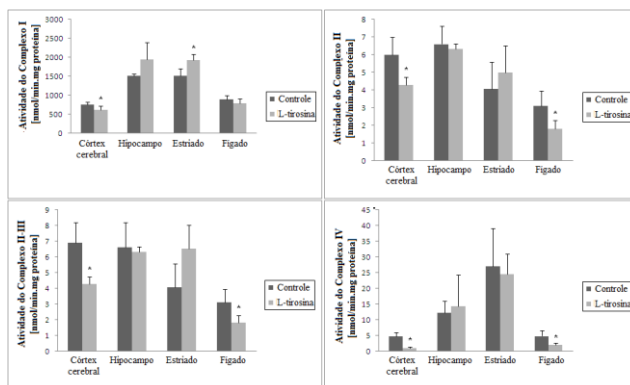 Atividade do Complexo I
[nmol/min.mg proteína]
3000
2500
2000
1500
1000
500
0
*
*
Córtex
cerebral
Hipocampo
Estriado
Fígado
Controle
L-tirosina
Atividade do Complexo II
[nmol/min.mg proteína]
8
7
6
5
4
3
2
1
0
*
*
Córtex
cerebral
Hipocampo
Estriado
Fígado
Controle
L-tirosina
Atividade do Complexo II-III
[nmol/min.mg proteína]
9
8
7
6
5
4
3
2
1
0
*
*
Córtex
cerebral
Hipocampo
Estriado
Fígado
Controle
L-tirosina
Atividade do Complexo IV
[nmol/min.mg proteína]
45
40
35
30
25
20
15
10
5
0
*
*
Córtex
cerebral
Hipocampo
Estriado
Fígado
Controle
L-tirosina